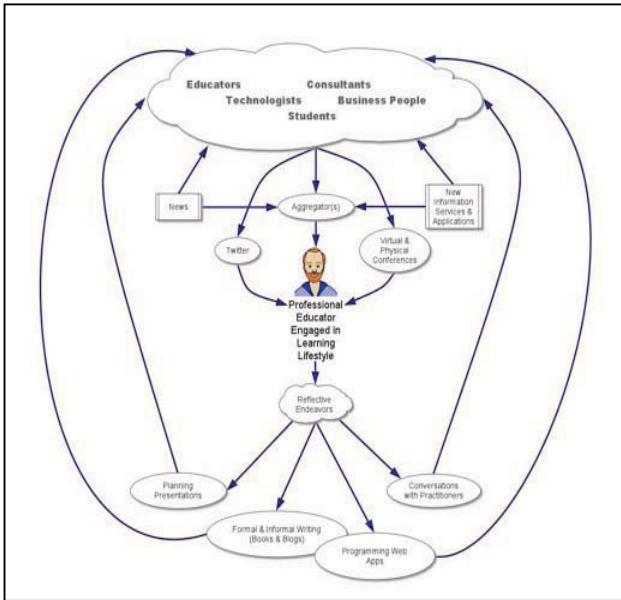 Educators Consultants
Technologists Business People
Students
News
Aggregator(s)
New
Information
Services &
Applications
Twitter
Virtual &
Physical
Conferences
Professional
Educator
Engaged in
Learning
Lifestyle
Reflective
Endeavors
Planning
Presentations
Conversations
with Practitioners
Formal & Informal Writing
(Books & Blogs)
Programming Web
Apps